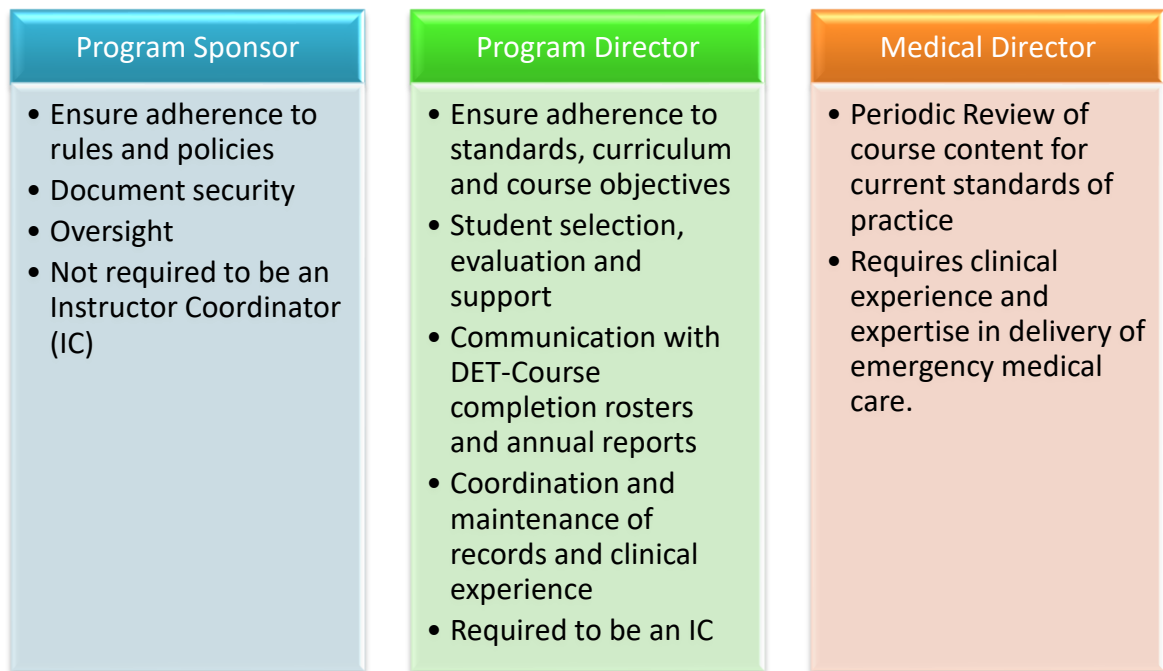 Program Sponsor
• Ensure adherence to
rules and policies
• Document security
• Oversight
• Not required to be an
Instructor Coordinator
(IC)
Program Director
• Ensure adherence to
standards, curriculum
and course objectives
• Student selection,
evaluation and
support
• Communication with
DET-Course
completion rosters
and annual reports
• Coordination and
maintenance of
records and clinical
experience
• Required to be an IC
Medical Director
• Periodic Review of
course content for
current standards of
practice
• Requires clinical
experience and
expertise in delivery of
emergency medical
care.